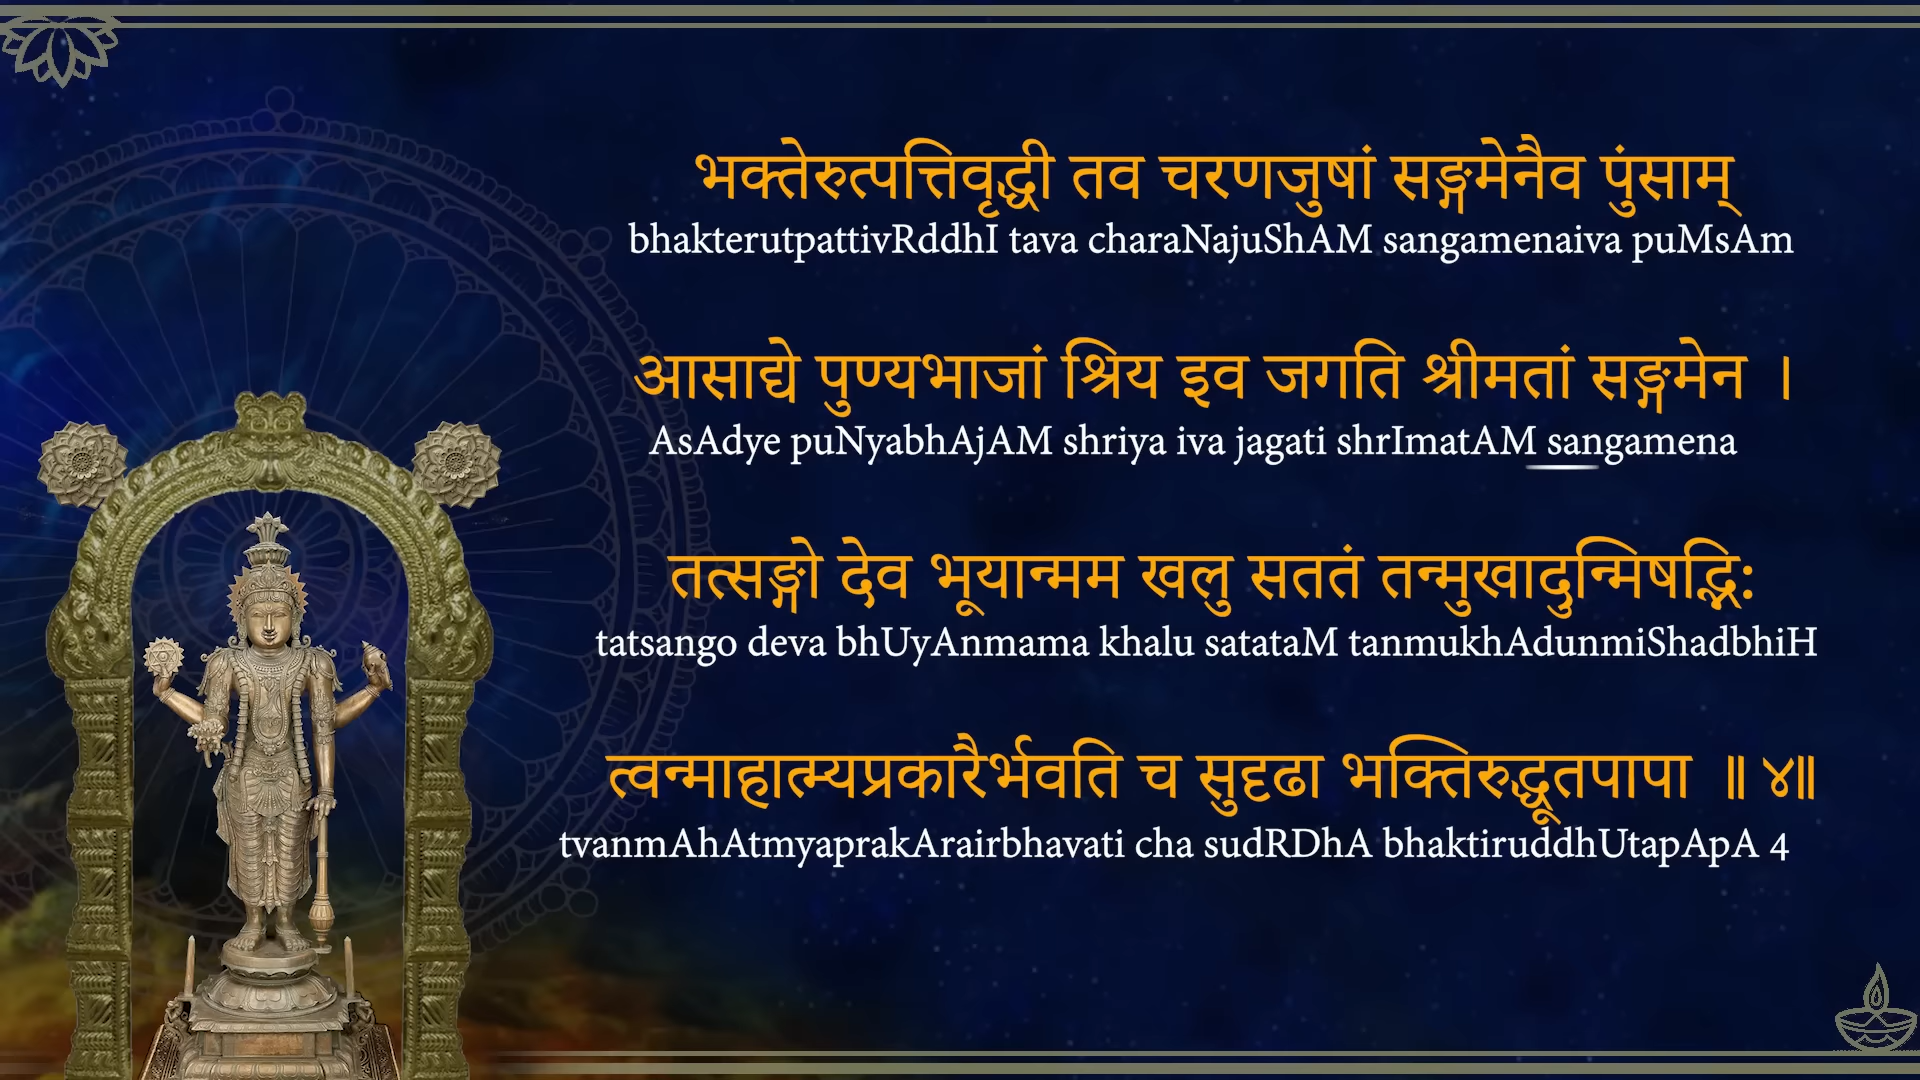 भक्तेरुत्पत्तिवृद्धी तव चरणजुषां सङ्गमेनैव पुंसाम्
bhakterutpattivRddhI tava charaNajuShAM sangamenaiva puMsAm
आसाद्ये पुण्यभाजां श्रिय इव जगति श्रीमतां सङ्गमेन ।
AsAdye puNyabhAjAM shriya iva jagati shrImatAM sangamena
तत्सङ्गो देव भूयान्मम खलु सततं तन्मुखादुन्मिषद्भि:
tatsango deva bhUyAnmama khalu satataM tanmukhAdunmiShadbhiH
त्वन्माहात्म्यप्रकारैर्भवति च सुदृढा भक्तिरुद्धूतपापा ॥ ४॥
tvanmAhAtmyaprakArairbhavati cha sudRDhA bhaktiruddhUtapApA 4